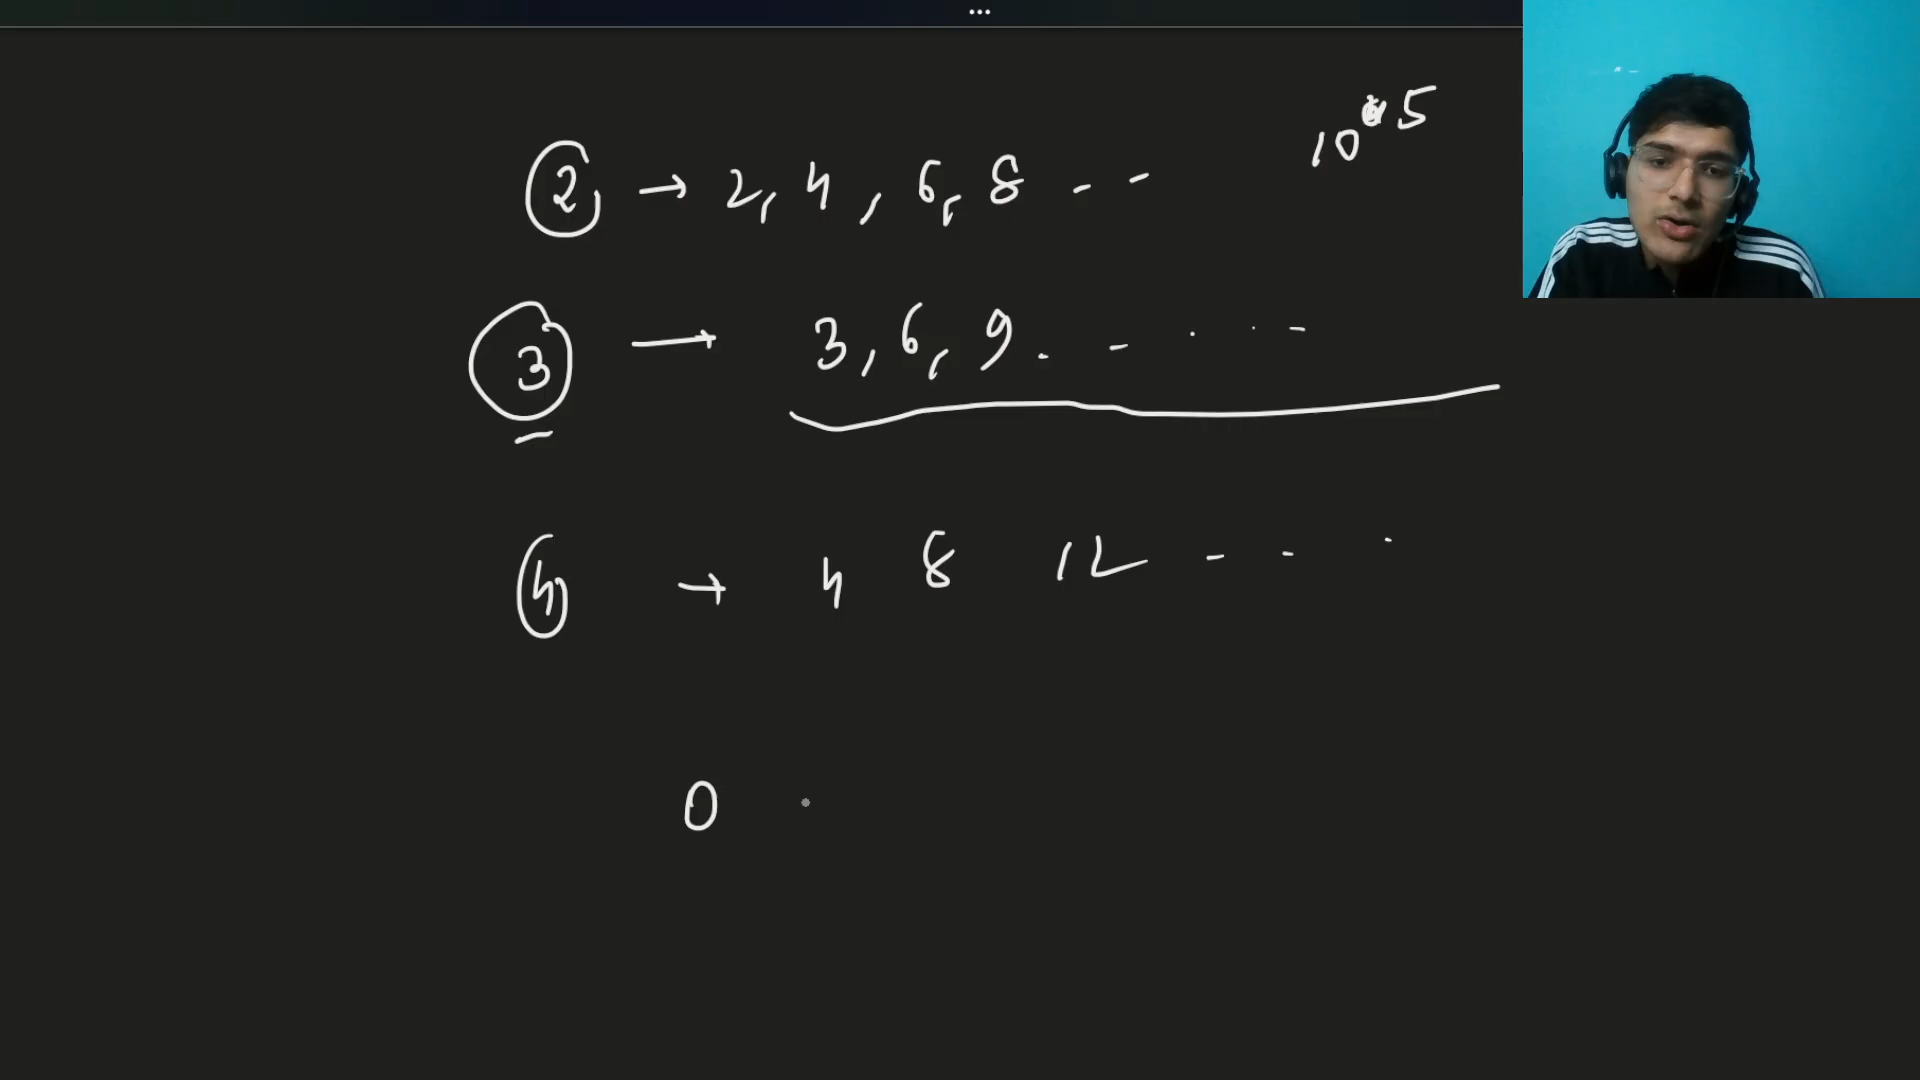 10^5
2 → 2, 4, 6, 8 - -
3 → 3, 6, 9 . - . . -
4 → 4 8 12 - - .
0